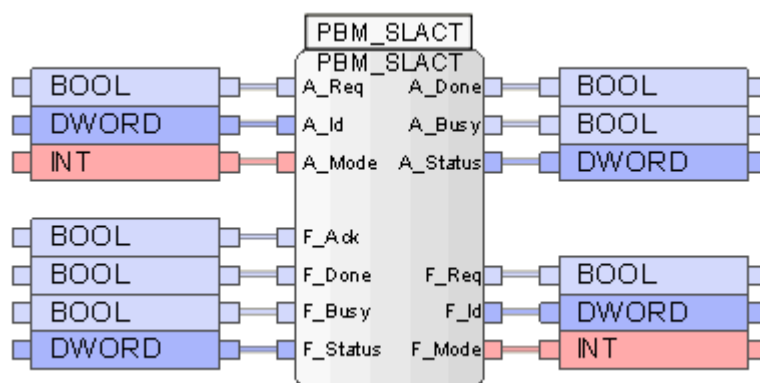 PBM_SLACT
PBM_SLACT
BOOL A_Req A_Done BOOL
DWORD A_Id A_Busy BOOL
INT A_Mode A_Status DWORD
BOOL F_Ack
BOOL F_Done F_Req BOOL
BOOL F_Busy F_Id DWORD
DWORD F_Status F_Mode INT